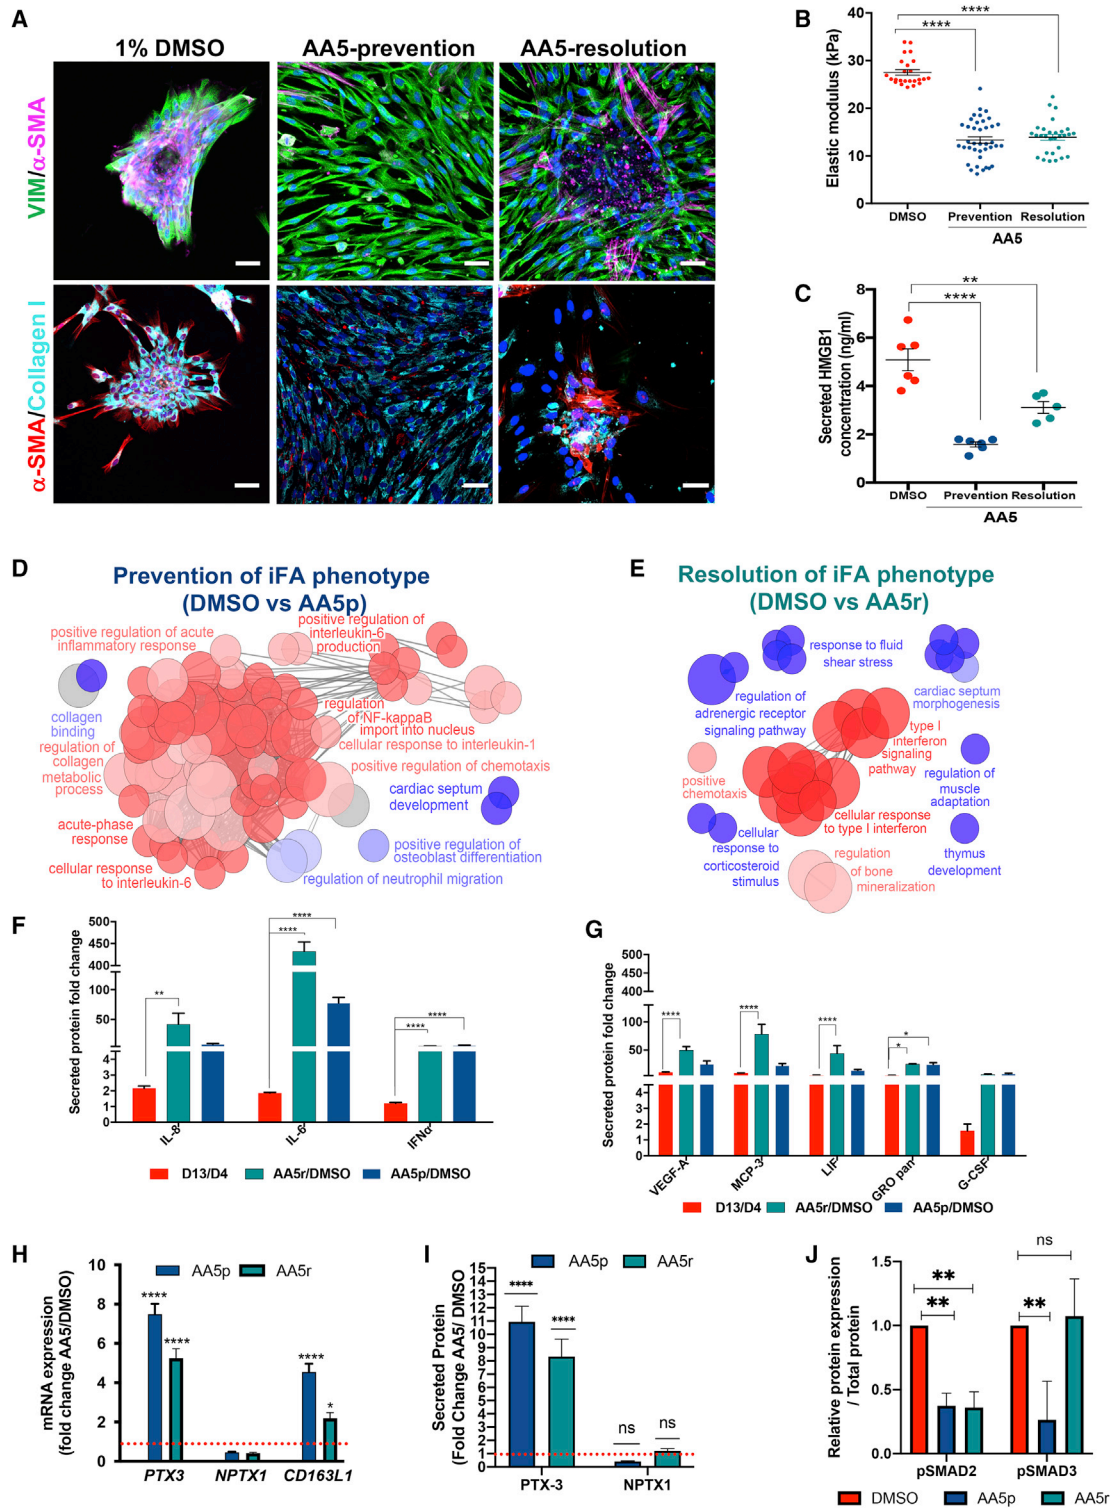 A
1% DMSO
AA5-prevention
AA5-resolution
VIM/α-SMA
α-SMA/Collagen I
B
Elastic modulus (kPa)
40
30
20
10
0
****
****
DMSO
Prevention
Resolution
AA5
C
Secreted HMGB1
concentration (ng/ml)
8
6
4
2
0
**
****
DMSO
Prevention
Resolution
AA5
D
Prevention of iFA phenotype
(DMSO vs AA5p)
positive regulation of acute
inflammatory response
positive regulation of
interleukin-6
production
collagen
binding
regulation of
collagen
metabolic
process
regulation
of NF-kappaB
import into nucleus
cellular response to interleukin-1
positive regulation of chemotaxis
cardiac septum
development
acute-phase
response
positive regulation of
osteoblast differentiation
cellular response
to interleukin-6
regulation of neutrophil migration
E
Resolution of iFA phenotype
(DMSO vs AA5r)
response to fluid
shear stress
regulation of
adrenergic receptor
signaling pathway
cardiac septum
morphogenesis
type I
interferon
signaling
pathway
positive
chemotaxis
regulation of
muscle
adaptation
cellular response
to type I interferon
cellular
response to
corticosteroid
stimulus
regulation
of bone
mineralization
thymus
development
F
Secreted protein fold change
500
450
400
100
50
4
3
2
1
0
**
****
****
****
****
IL-8
IL-6
IFNα
D13/D4
AA5r/DMSO
AA5p/DMSO
G
Secreted protein fold change
500
450
400
100
50
4
3
2
1
0
****
****
****
*
*
VEGF-A
MCP-3
LIF
GRO pan
G-CSF
D13/D4
AA5r/DMSO
AA5p/DMSO
H
mRNA expression
(fold change AA5/DMSO)
10
8
6
4
2
0
AA5p
AA5r
****
****
****
*
PTX3
NPTX1
CD163L1
I
Secreted Protein
(Fold Change AA5/ DMSO
15
14
13
12
11
10
9
8
7
6
5
4
3
2
1
0
AA5p
AA5r
****
****
ns
ns
PTX-3
NPTX1
J
Relative protein expression
/ Total protein
1.5
1.0
0.5
0.0
**
**
ns
**
pSMAD2
pSMAD3
DMSO
AA5p
AA5r